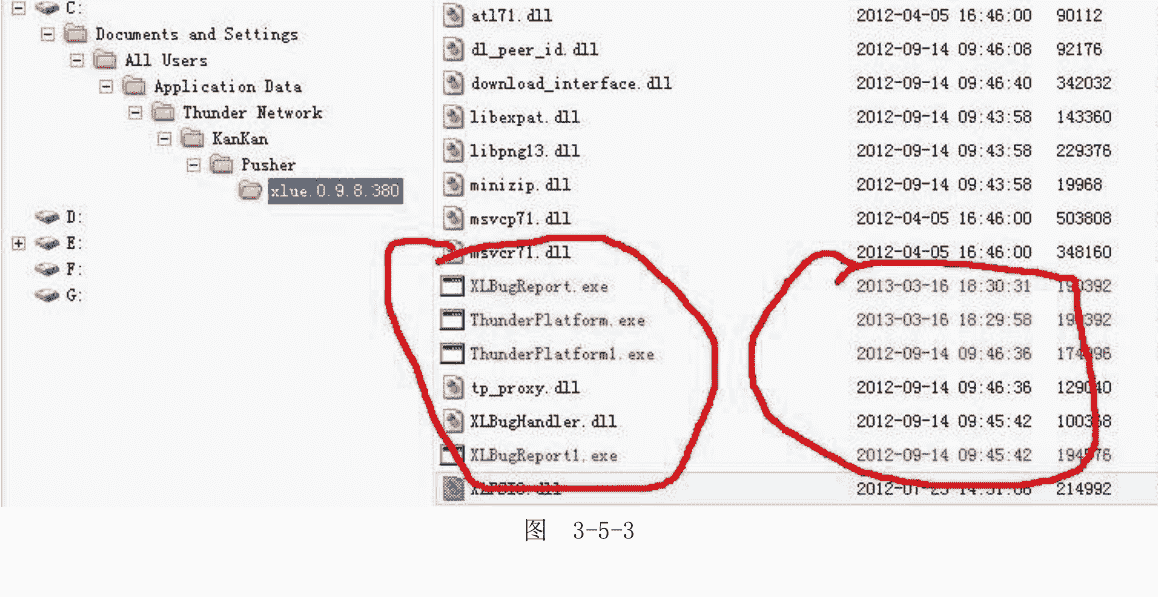 C:
Documents and Settings
All Users
Application Data
Thunder Network
KanKan
Pusher
xlue.0.9.8.380
D:
E:
F:
G:
atl71.dll 2012-04-05 16:46:00 90112
dl_peer_id.dll 2012-09-14 09:46:08 92176
download_interface.dll 2012-09-14 09:46:40 342032
libexpat.dll 2012-09-14 09:43:58 143360
libpng13.dll 2012-09-14 09:43:58 229376
minizip.dll 2012-09-14 09:43:58 19968
msvcp71.dll 2012-04-05 16:46:00 503808
msvcr71.dll 2012-04-05 16:46:00 348160
XLBugReport.exe 2013-03-16 18:30:31
ThunderPlatform.exe 2013-03-16 18:29:58
ThunderPlatform1.exe 2012-09-14 09:46:36
tp_proxy.dll 2012-09-14 09:46:36 129040
XLBugHandler.dll 2012-09-14 09:45:42
XLBugReport1.exe 2012-09-14 09:45:42
214992
图 3-5-3